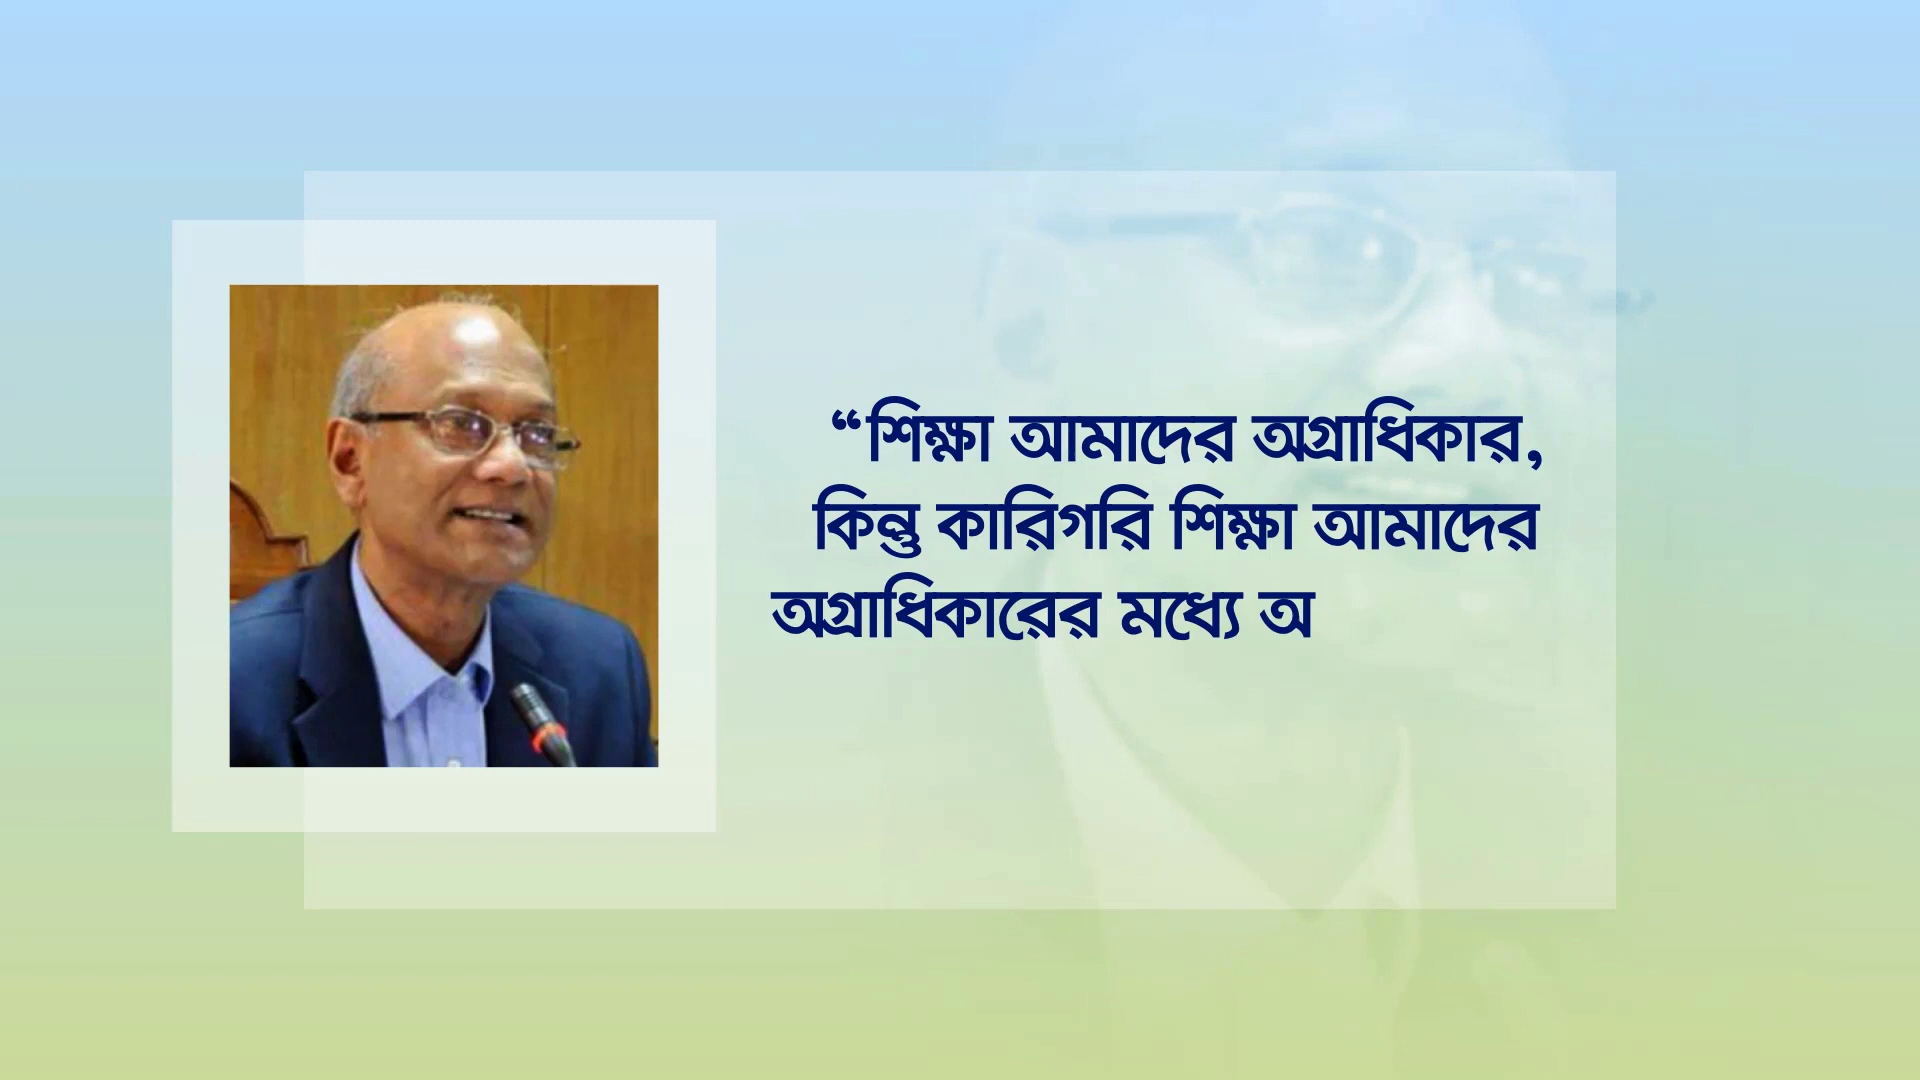 “শিক্ষা আমাদের অগ্রাধিকার,
কিন্তু কারিগরি শিক্ষা আমাদের
অগ্রাধিকারের মধ্যে অ